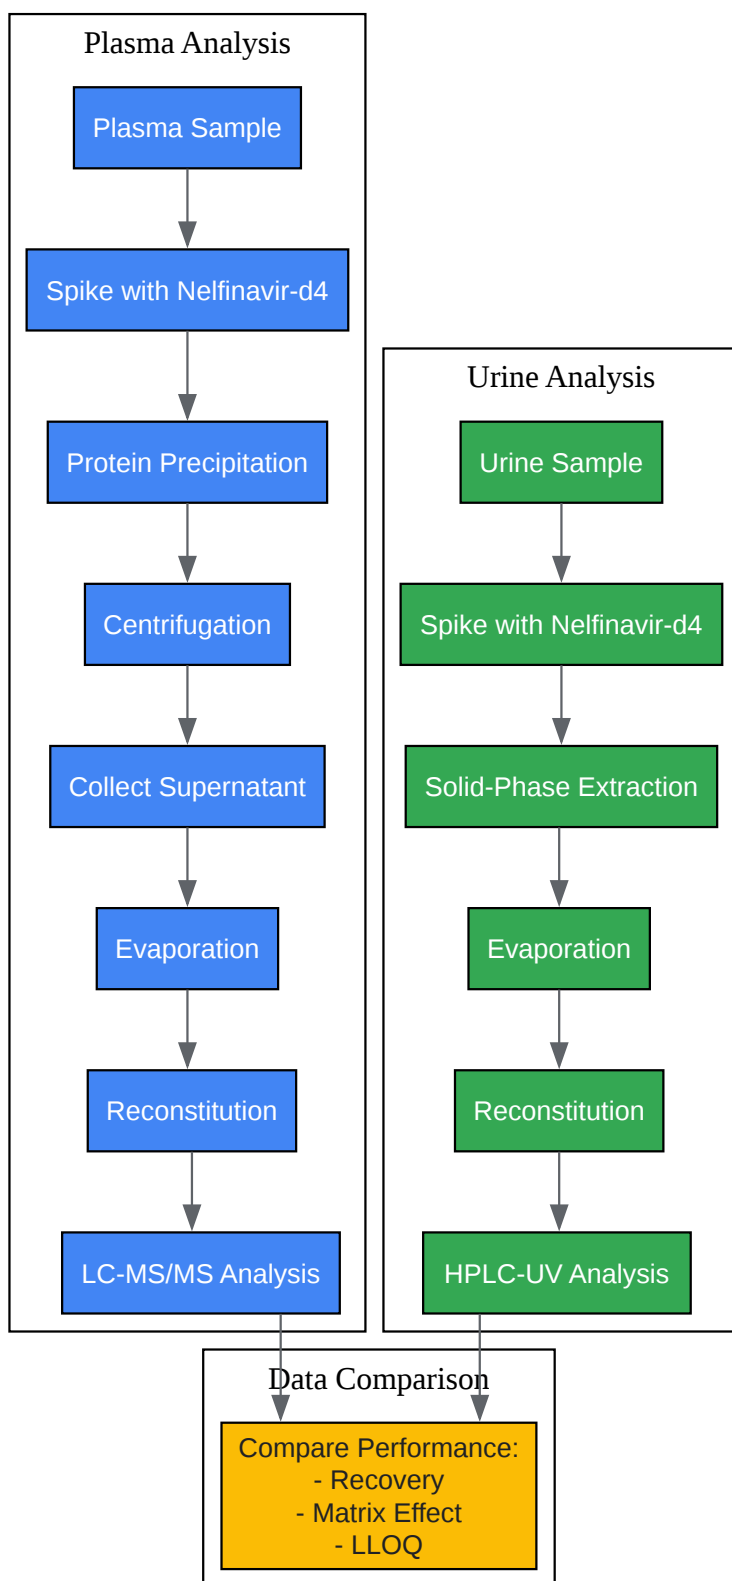 Plasma Analysis
Plasma Sample
Spike with Nelfinavir-d4
Protein Precipitation
Centrifugation
Collect Supernatant
Evaporation
Reconstitution
LC-MS/MS Analysis
Urine Analysis
Urine Sample
Spike with Nelfinavir-d4
Solid-Phase Extraction
Evaporation
Reconstitution
HPLC-UV Analysis
Data Comparison
Compare Performance:
- Recovery
- Matrix Effect
- LLOQ